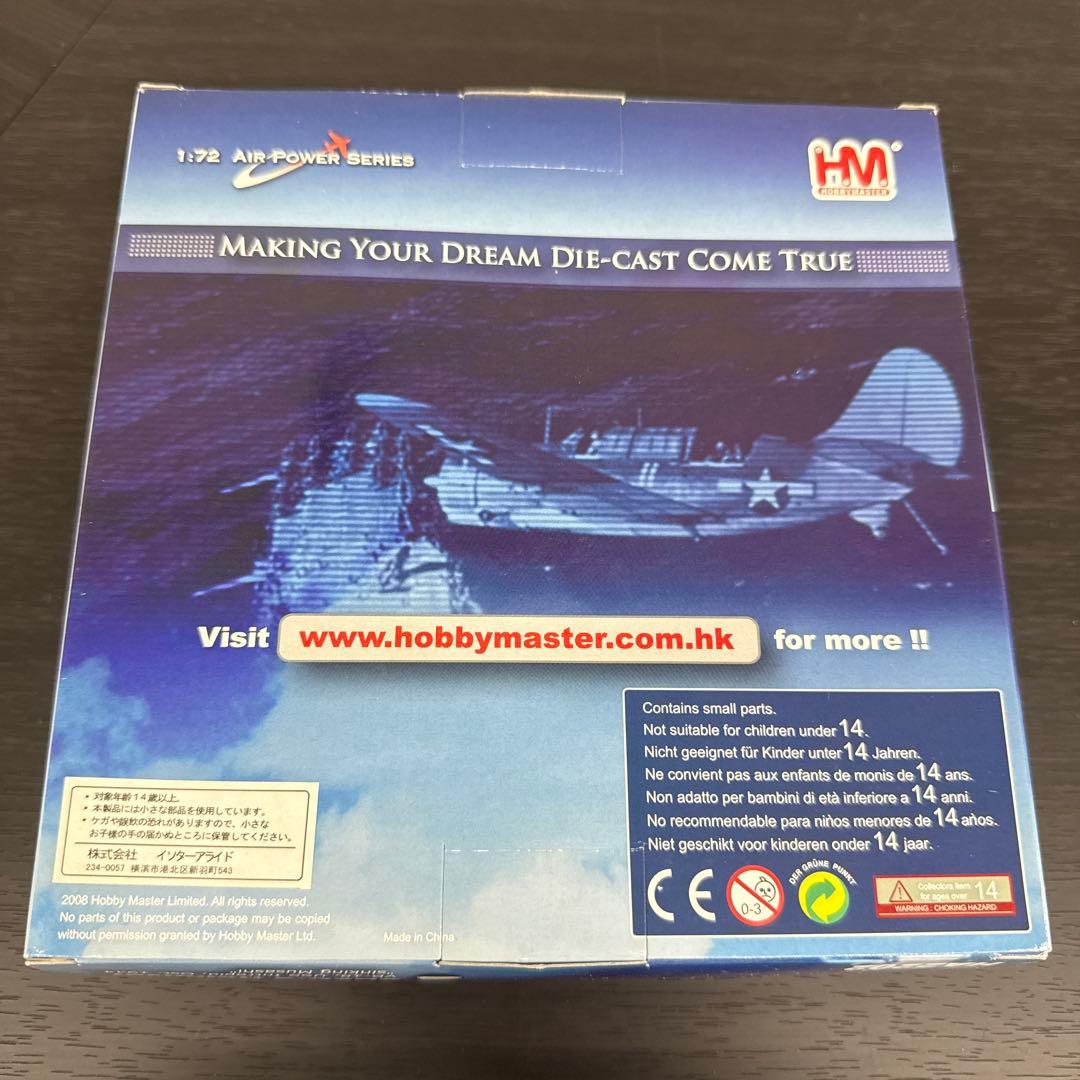 1:72 AIR POWER SERIES
HM
HOBBYMASTER
MAKING YOUR DREAM DIE-CAST COME TRUE
Visit www.hobbymaster.com.hk for more !!
Contains small parts.
Not suitable for children under 14.
Nicht geeignet für Kinder unter 14 Jahren.
Ne convient pas aux enfants de monis de 14 ans.
Non adatto per bambini di età inferiore a 14 anni.
No recommendable para niños menores de 14 años.
Niet geschikt voor kinderen onder 14 jaar.
CE
0-3
DER GRÜNE PUNKT
Collectors item for ages over 14
WARNING : CHOKING HAZARD
・対象年齢14歳以上。
・本製品には小さな部品を使用しています。
・ケガや誤飲の恐れがありますので、小さな
お子様の手の届かぬところに保管してください。
株式会社 インターアライド
234-0057 横浜市港北区新羽町543
2008 Hobby Master Limited. All rights reserved.
No parts of this product or package may be copied
without permission granted by Hobby Master Ltd.
Made in China